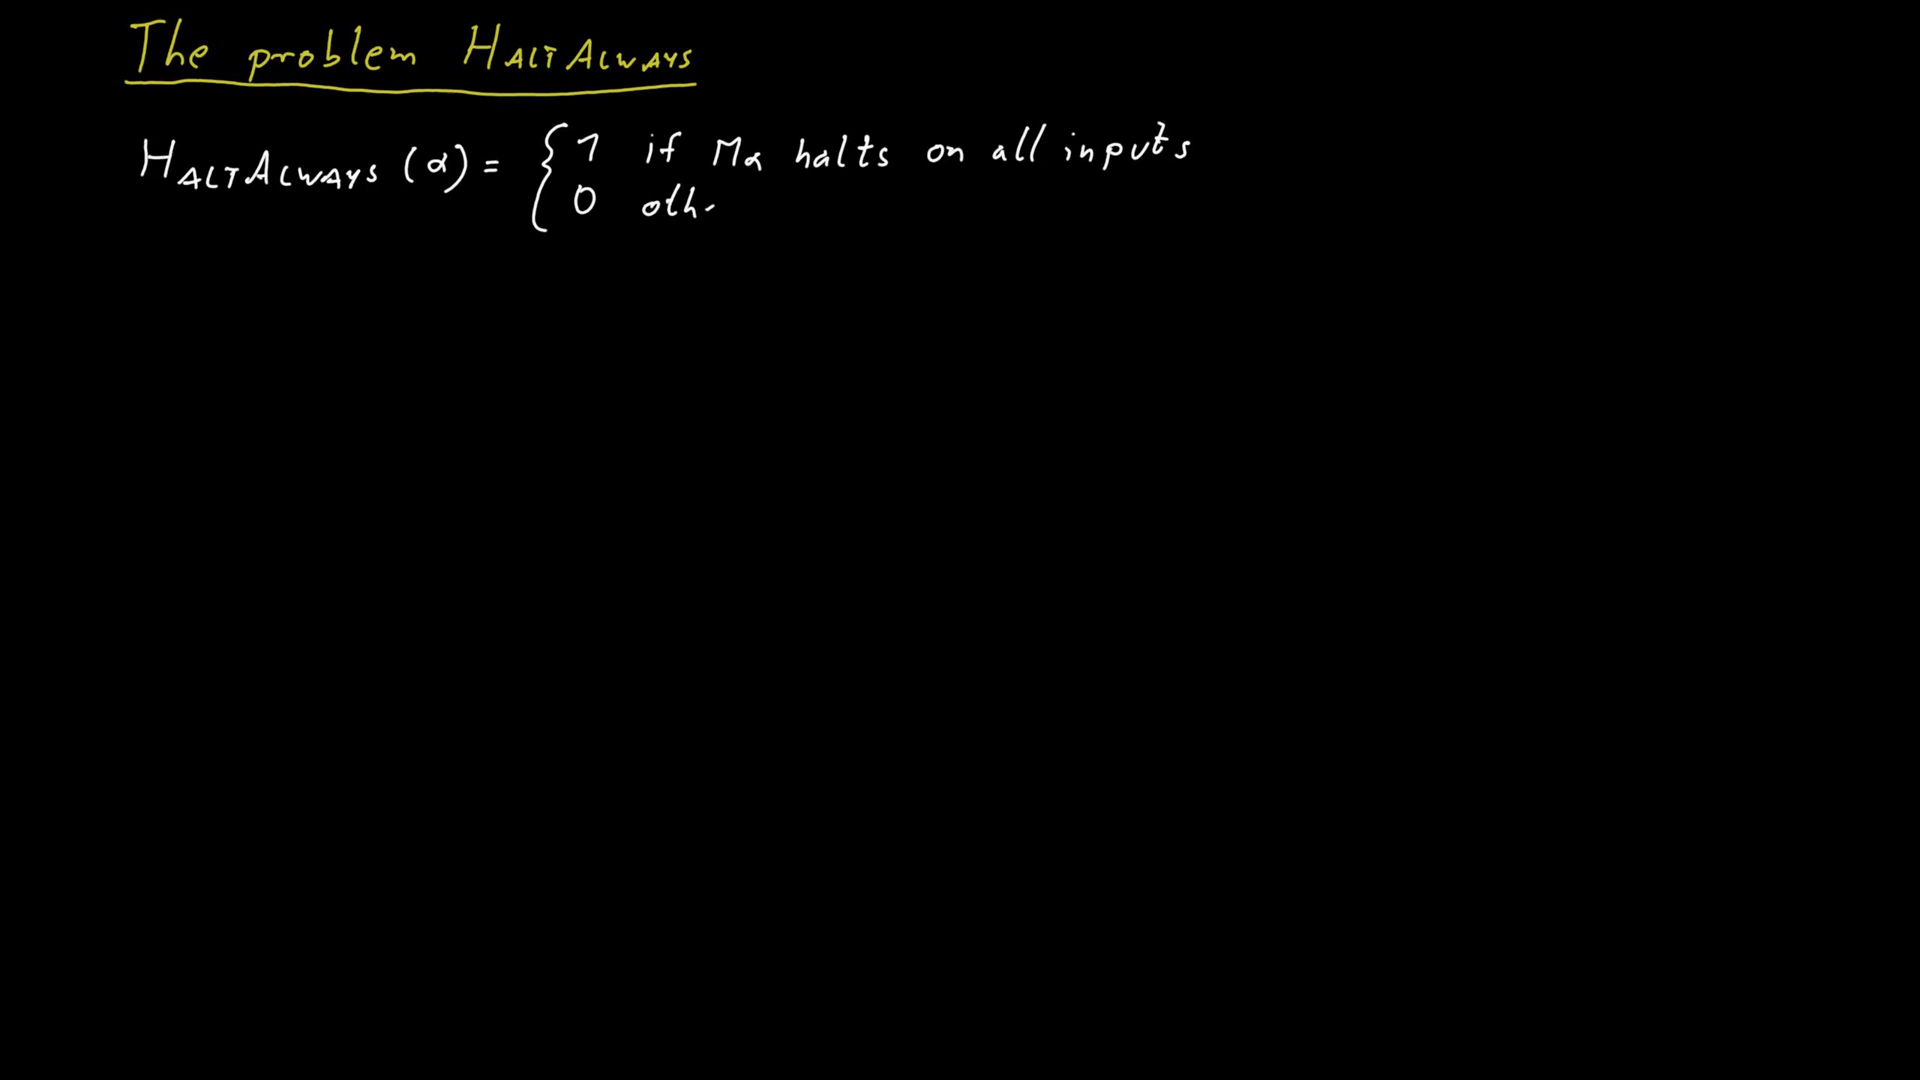 The problem HALTALWAYS
HALTALWAYS (α) = { 1 if Mα halts on all inputs
0 oth.